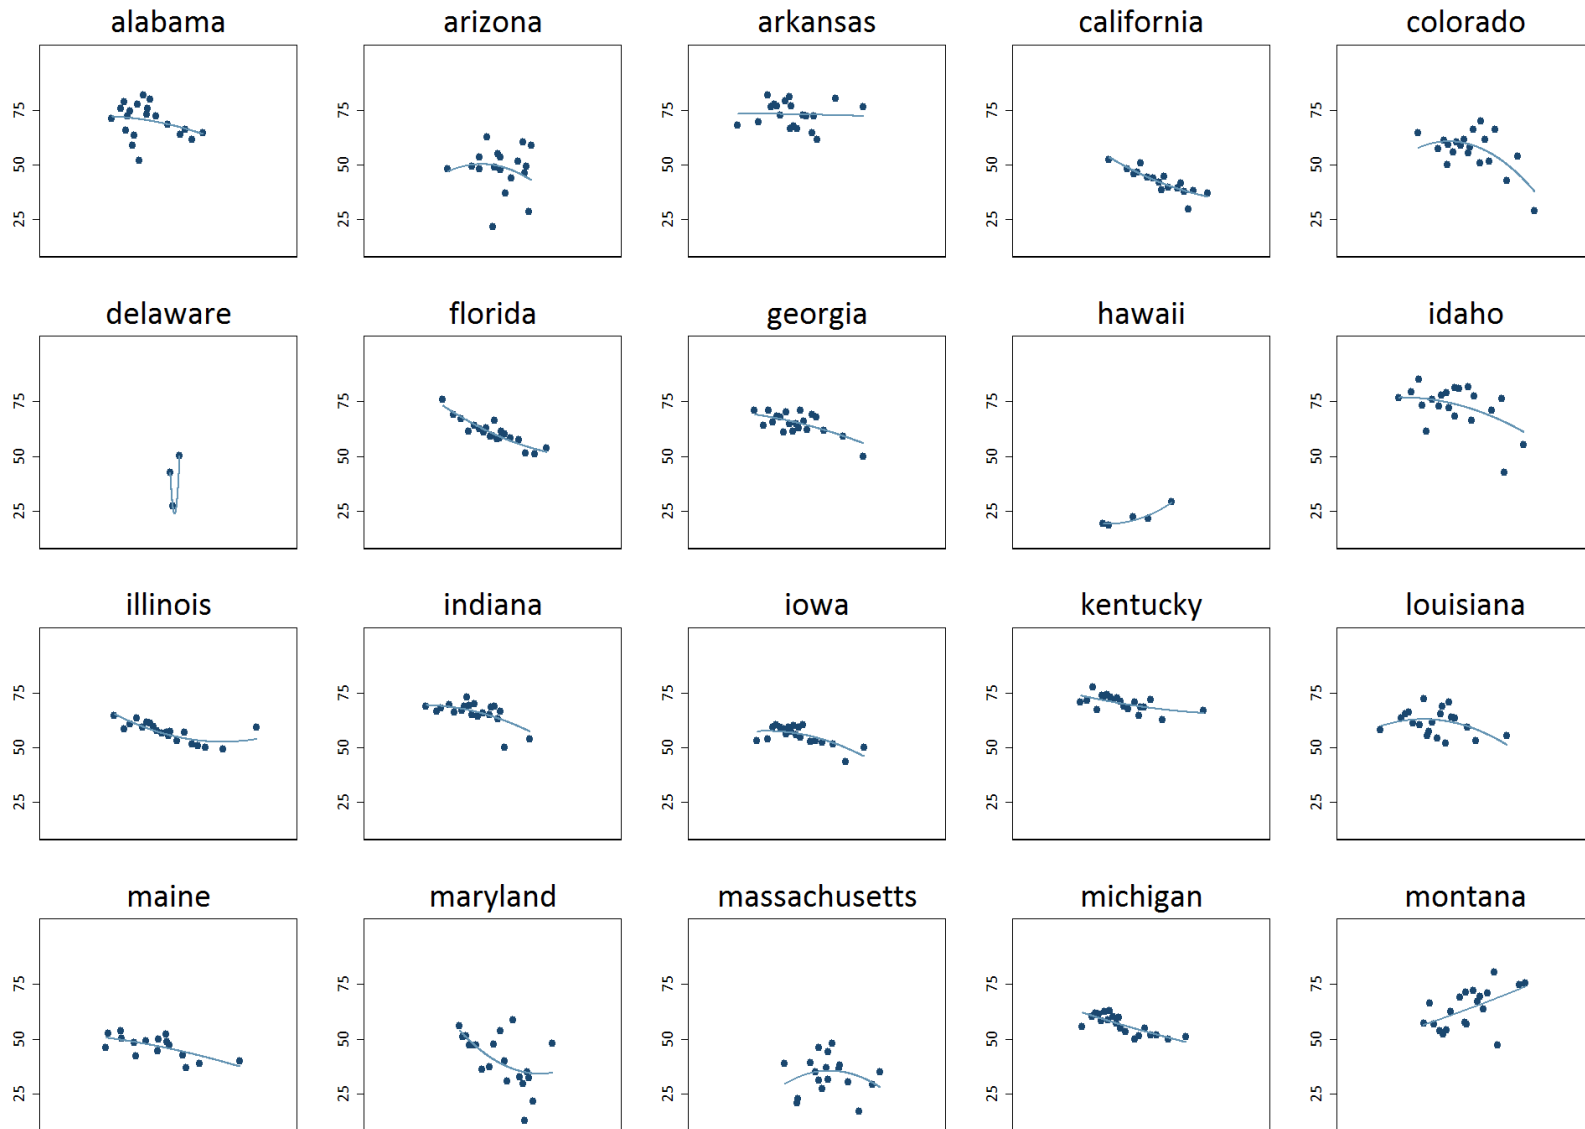 alabama arizona arkansas california colorado
75 75 75 75 75
50 50 50 50 50
25 25 25 25 25
delaware florida georgia hawaii idaho
75 75 75 75 75
50 50 50 50 50
25 25 25 25 25
illinois indiana iowa kentucky louisiana
75 75 75 75 75
50 50 50 50 50
25 25 25 25 25
maine maryland massachusetts michigan montana
75 75 75 75 75
50 50 50 50 50
25 25 25 25 25